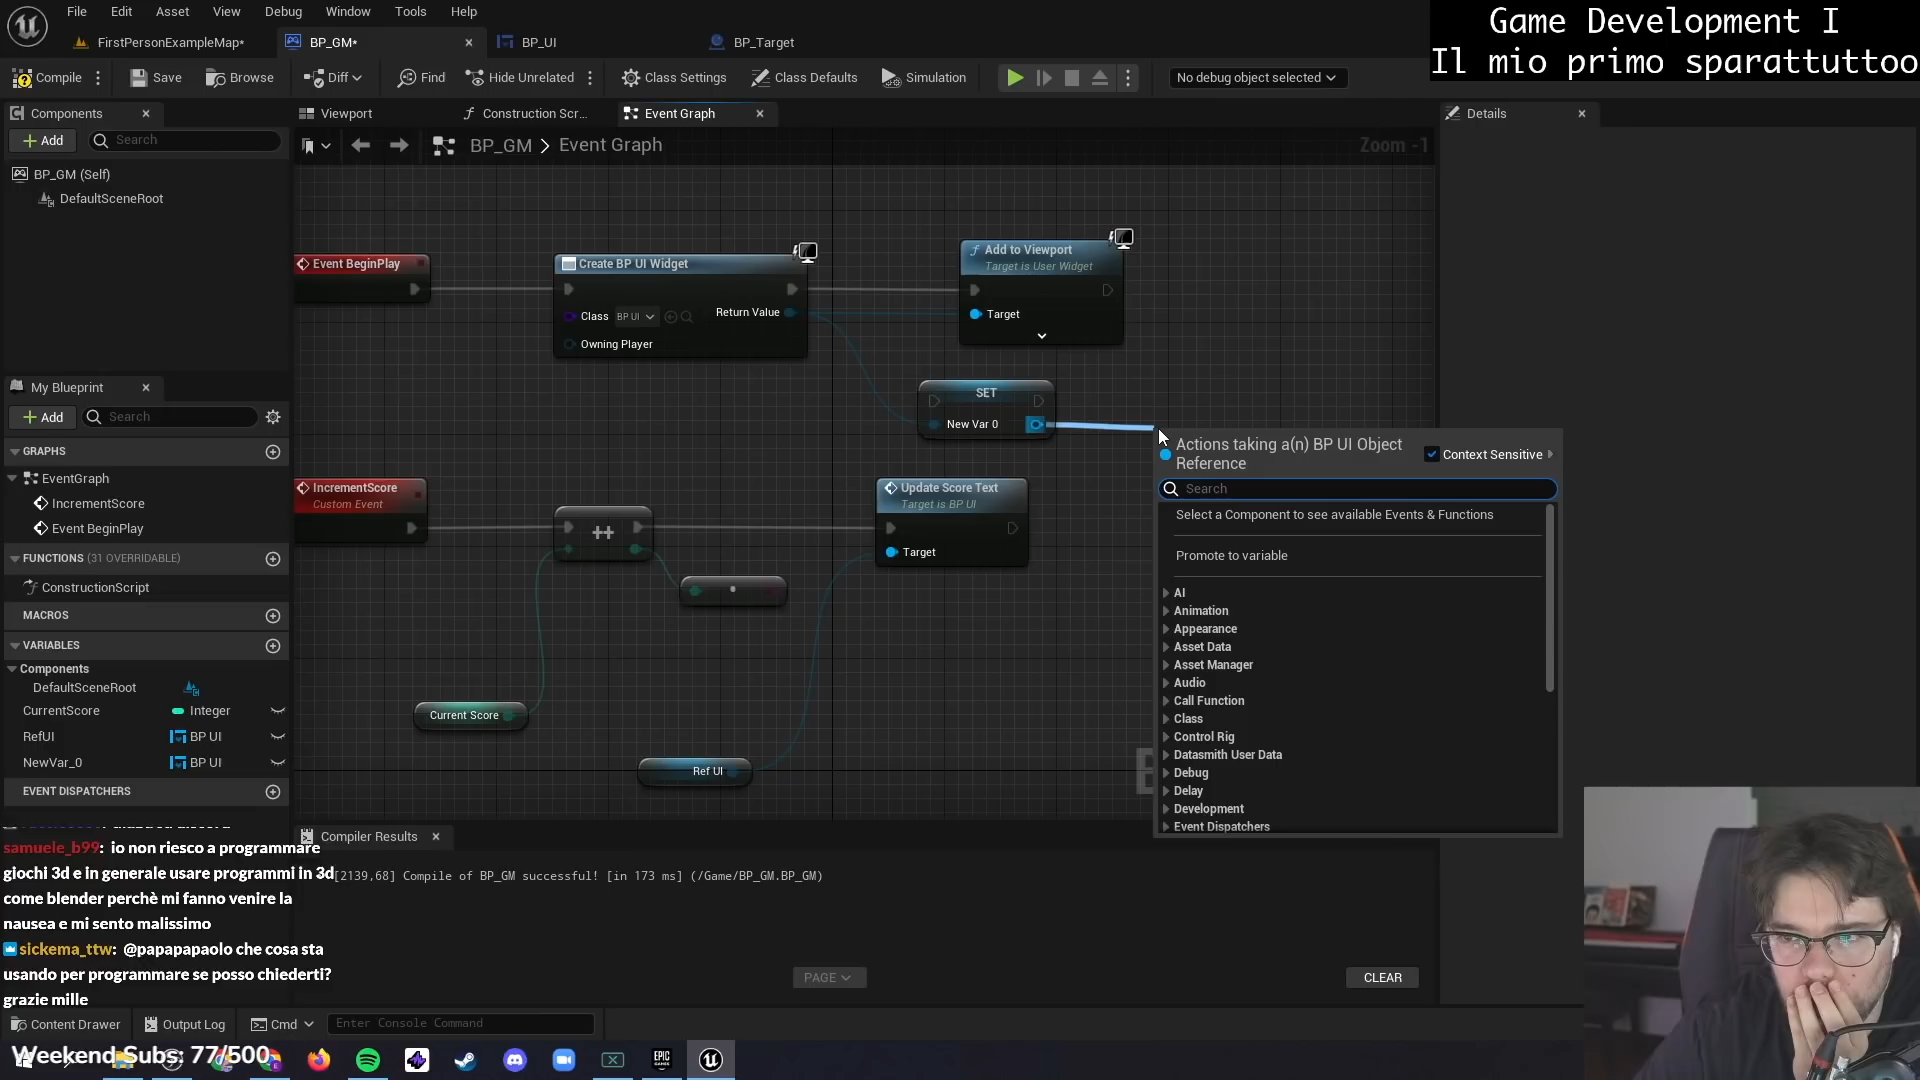 File Edit Asset View Debug Window Tools Help
Game Development I
Il mio primo sparattuttoo
FirstPersonExampleMap* BP_GM* BP_UI BP_Target
Compile Save Browse Diff Find Hide Unrelated Class Settings Class Defaults Simulation No debug object selected
Components
Viewport Construction Scr... Event Graph
Details
Add Search
BP_GM > Event Graph
Zoom -1
BP_GM (Self)
DefaultSceneRoot
Event BeginPlay
Create BP UI Widget
Class BP UI Return Value
Owning Player
Add to Viewport
Target is User Widget
Target
SET
New Var 0
IncrementScore
Custom Event
++
Update Score Text
Target is BP UI
Target
Current Score
Ref UI
My Blueprint
Add Search
GRAPHS
EventGraph
IncrementScore
Event BeginPlay
FUNCTIONS (31 OVERRIDABLE)
ConstructionScript
MACROS
VARIABLES
Components
DefaultSceneRoot
CurrentScore Integer
RefUI BP UI
NewVar_0 BP UI
EVENT DISPATCHERS
Actions taking a(n) BP UI Object
Reference
Context Sensitive
Search
Select a Component to see available Events & Functions
Promote to variable
AI
Animation
Appearance
Asset Data
Asset Manager
Audio
Call Function
Class
Control Rig
Datasmith User Data
Debug
Delay
Development
Event Dispatchers
Compiler Results
[2139,68] Compile of BP_GM successful! [in 173 ms] (/Game/BP_GM.BP_GM)
PAGE
CLEAR
samuele_b99: io non riesco a programmare
giochi 3d e in generale usare programmi in 3d
come blender perchè mi fanno venire la
nausea e mi sento malissimo
sickema_ttw: @papapapaolo che cosa sta
usando per programmare se posso chiederti?
grazie mille
Content Drawer Output Log Cmd Enter Console Command
Weekend Subs: 77/500
EPIC
GAMES